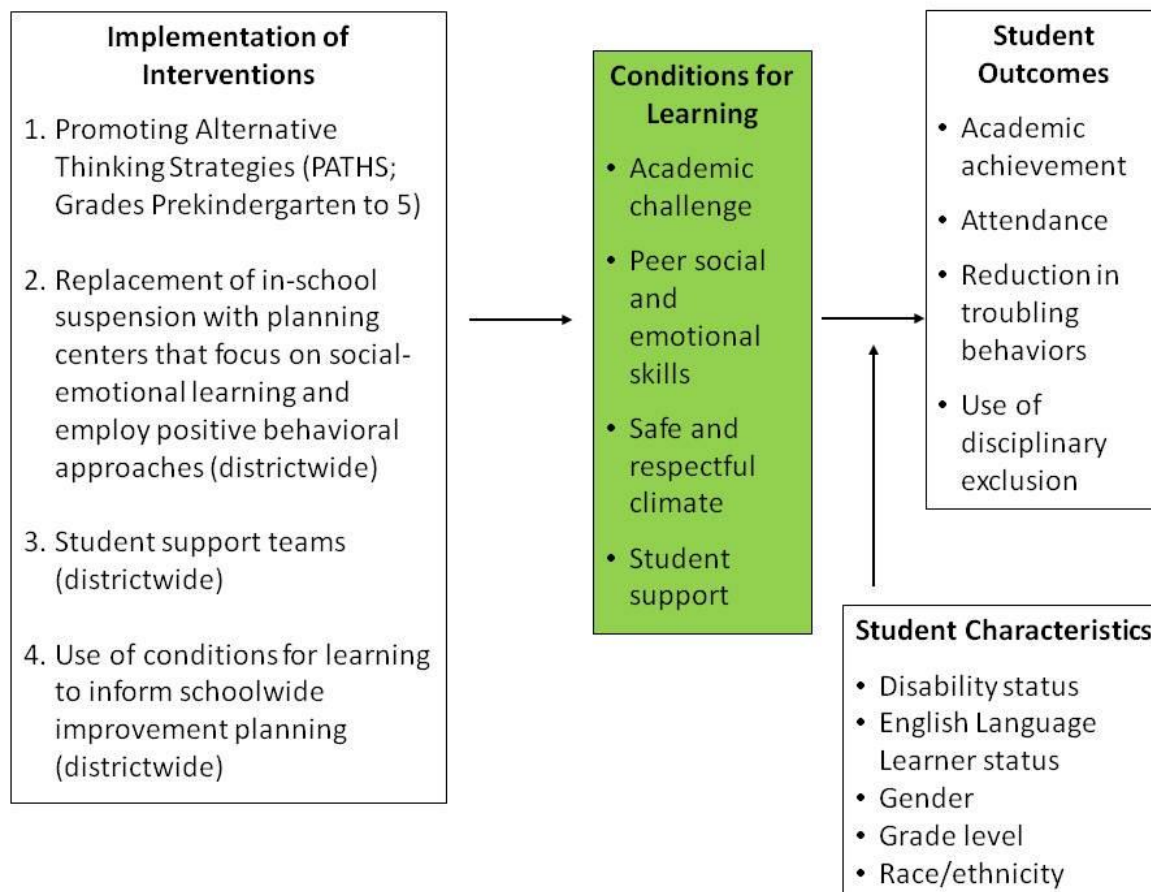 Implementation of
Interventions
1. Promoting Alternative
Thinking Strategies (PATHS;
Grades Prekindergarten to 5)
2. Replacement of in-school
suspension with planning
centers that focus on social-
emotional learning and
employ positive behavioral
approaches (districtwide)
3. Student support teams
(districtwide)
4. Use of conditions for learning
to inform schoolwide
improvement planning
(districtwide)
Conditions for
Learning
• Academic
challenge
• Peer social
and
emotional
skills
• Safe and
respectful
climate
• Student
support
Student
Outcomes
• Academic
achievement
• Attendance
• Reduction in
troubling
behaviors
• Use of
disciplinary
exclusion
Student Characteristics
• Disability status
• English Language
Learner status
• Gender
• Grade level
• Race/ethnicity